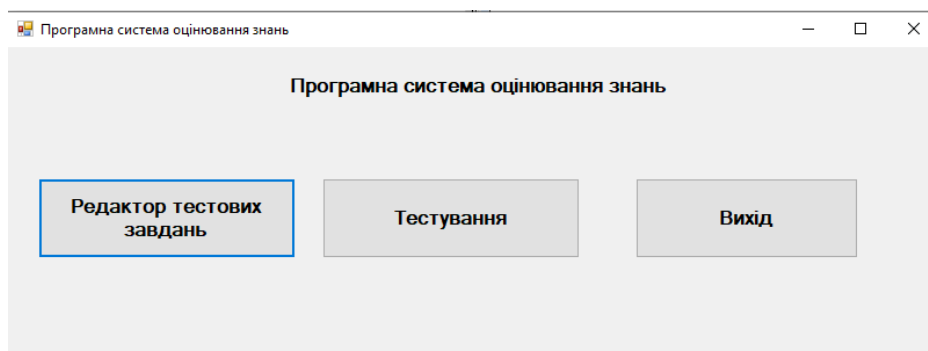 Програмна система оцінювання знань
Програмна система оцінювання знань
Редактор тестових
завдань
Тестування
Вихід